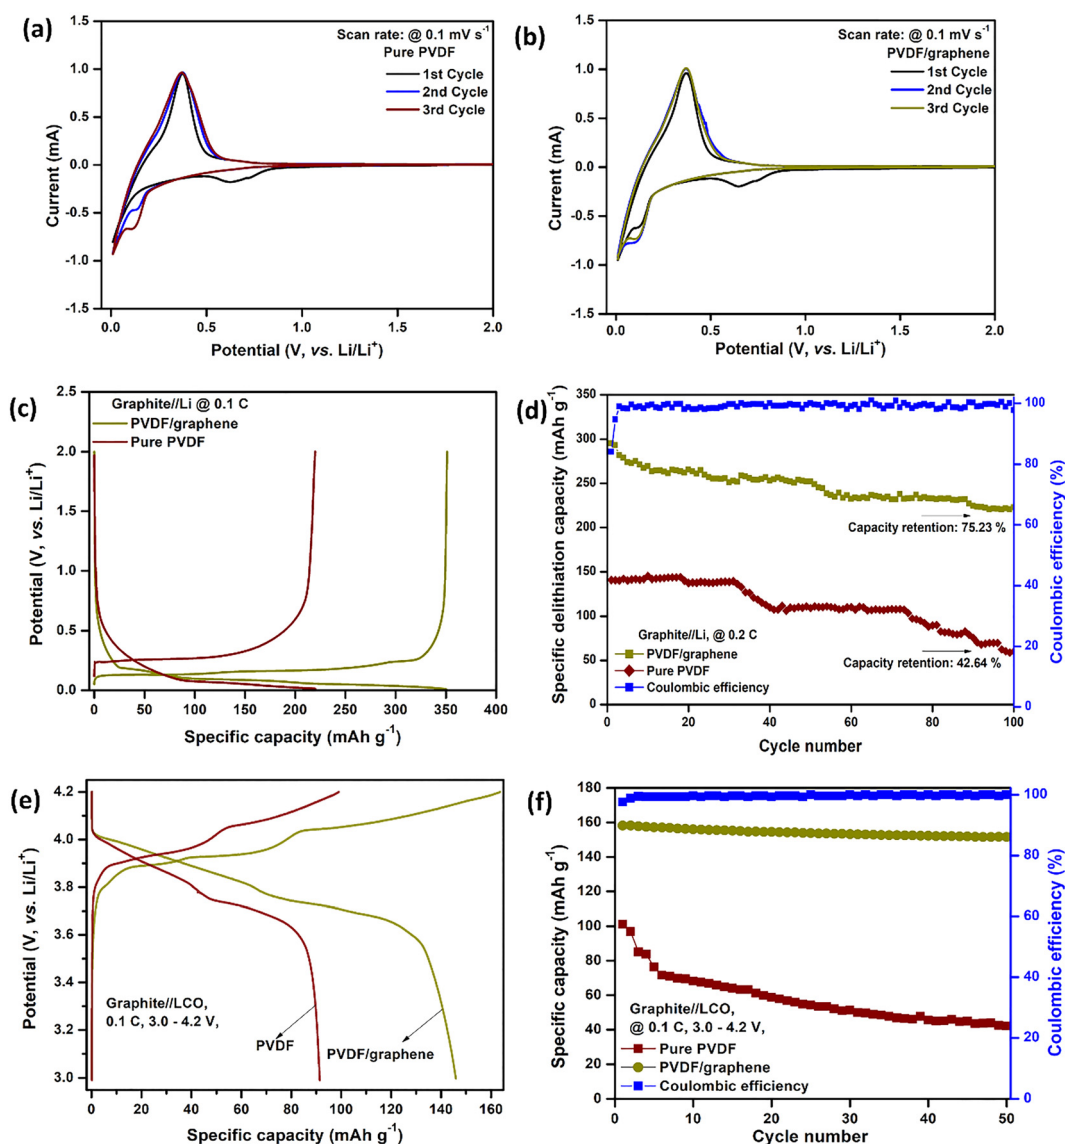 (a)
Scan rate: @ 0.1 mV s⁻¹
Pure PVDF
1st Cycle
2nd Cycle
3rd Cycle
Current (mA)
1.5
1.0
0.5
0.0
-0.5
-1.0
-1.5
0.0 0.5 1.0 1.5 2.0
Potential (V, vs. Li/Li⁺)
(b)
Scan rate: @ 0.1 mV s⁻¹
PVDF/graphene
1st Cycle
2nd Cycle
3rd Cycle
Current (mA)
1.5
1.0
0.5
0.0
-0.5
-1.0
-1.5
0.0 0.5 1.0 1.5 2.0
Potential (V, vs. Li/Li⁺)
(c)
Graphite//Li @ 0.1 C
PVDF/graphene
Pure PVDF
Potential (V, vs. Li/Li⁺)
2.5
2.0
1.5
1.0
0.5
0.0
0 50 100 150 200 250 300 350 400
Specific capacity (mAh g⁻¹)
(d)
Specific delithiation capacity (mAh g⁻¹)
350
300
250
200
150
100
50
0
Capacity retention: 75.23 %
Graphite//Li, @ 0.2 C
PVDF/graphene
Pure PVDF
Coulombic efficiency
Capacity retention: 42.64 %
100
80
60
40
20
0
Coulombic efficiency (%)
0 20 40 60 80 100
Cycle number
(e)
Potential (V, vs. Li/Li⁺)
4.2
4.0
3.8
3.6
3.4
3.2
3.0
Graphite//LCO,
0.1 C, 3.0 - 4.2 V,
PVDF
PVDF/graphene
0 20 40 60 80 100 120 140 160
Specific capacity (mAh g⁻¹)
(f)
Specific capacity (mAh g⁻¹)
180
160
140
120
100
80
60
40
20
0
Graphite//LCO,
@ 0.1 C, 3.0 - 4.2 V,
Pure PVDF
PVDF/graphene
Coulombic efficiency
100
80
60
40
20
0
Coulombic efficiency (%)
0 10 20 30 40 50
Cycle number